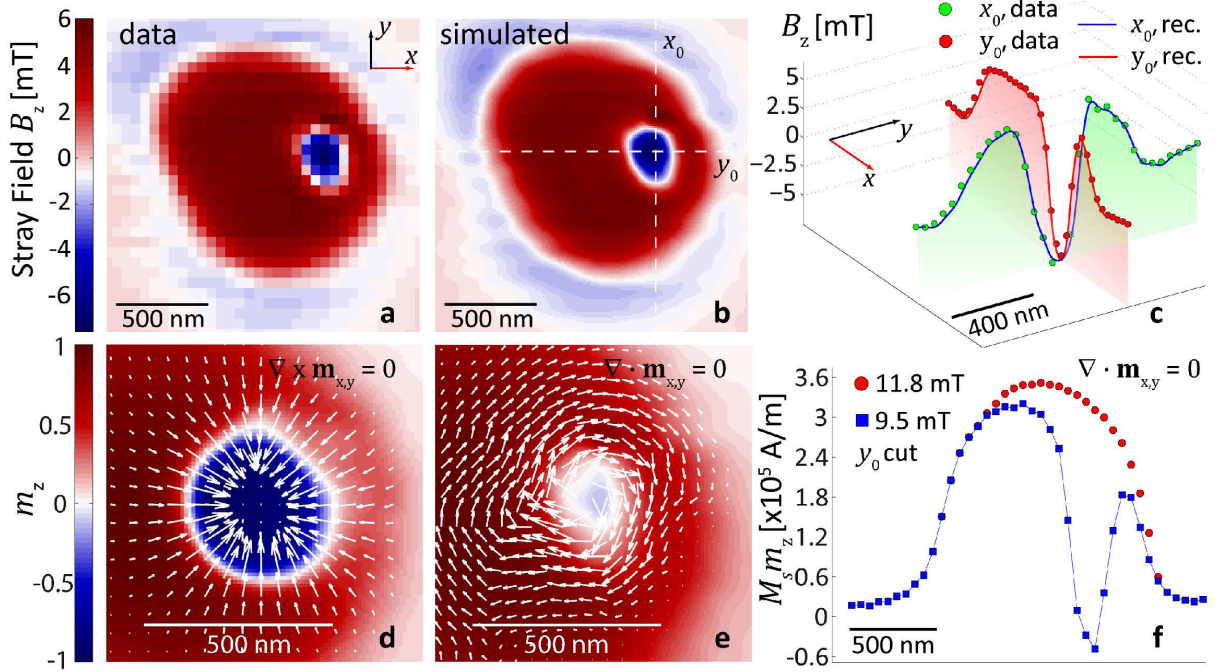 Stray Field B_z [mT]
6
4
2
0
-2
-4
-6
data
y
x
500 nm
a
simulated
x_0
y_0
500 nm
b
B_z [mT]
x_0, data
y_0, data
x_0, rec.
y_0, rec.
5
2.5
0
−2.5
−5
y
x
400 nm
c
m_z
1
0.5
0
-0.5
-1
∇ x m_{x,y} = 0
500 nm
d
∇ · m_{x,y} = 0
500 nm
e
M_s m_z [x10^5 A/m]
3.6
3
2.4
1.8
1.2
0.6
0
-0.6
11.8 mT
9.5 mT
y_0 cut
∇ · m_{x,y} = 0
500 nm
f